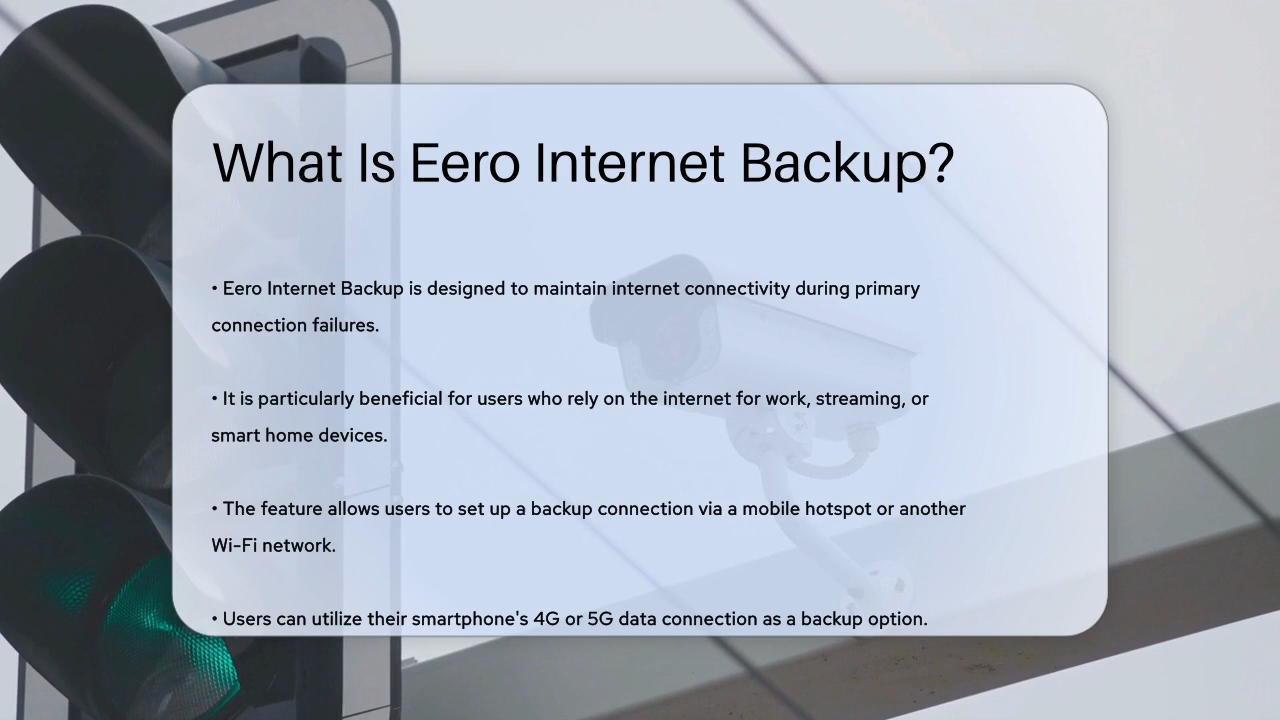 What Is Eero Internet Backup?
• Eero Internet Backup is designed to maintain internet connectivity during primary
connection failures.
• It is particularly beneficial for users who rely on the internet for work, streaming, or
smart home devices.
• The feature allows users to set up a backup connection via a mobile hotspot or another
Wi-Fi network.
• Users can utilize their smartphone's 4G or 5G data connection as a backup option.